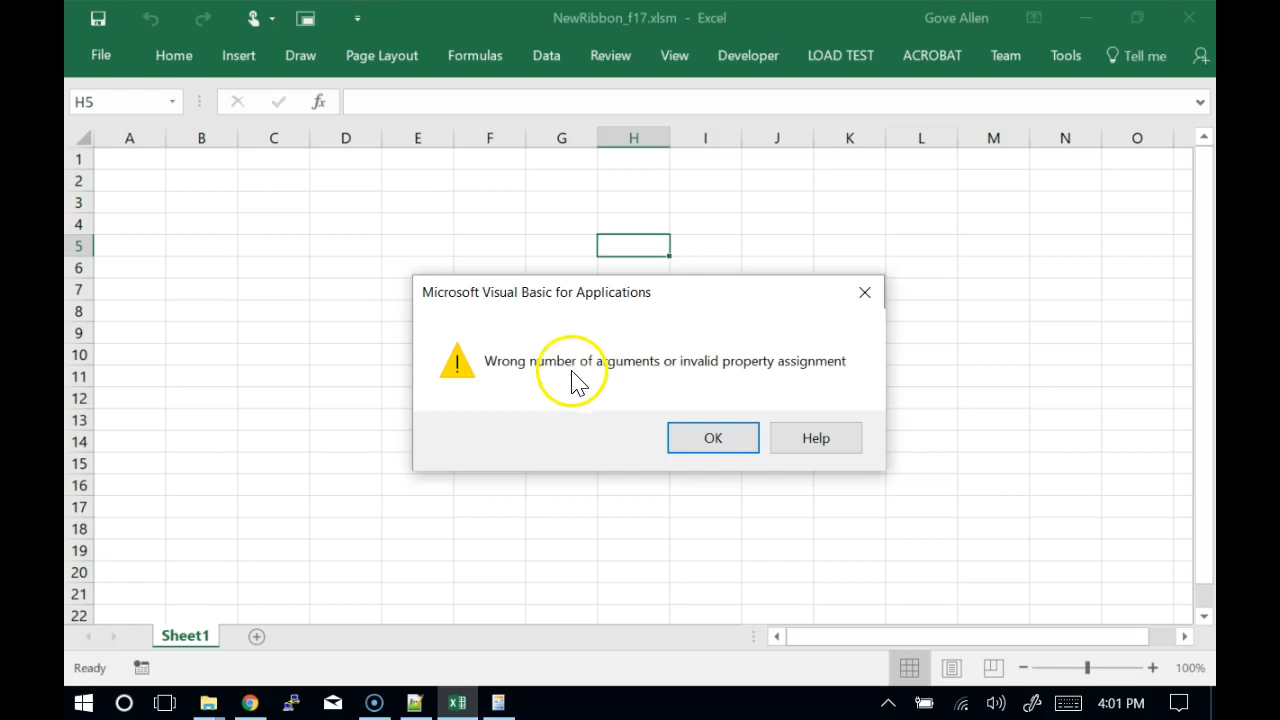 NewRibbon_f17.xlsm - Excel
Gove Allen
File Home Insert Draw Page Layout Formulas Data Review View Developer LOAD TEST ACROBAT Team Tools Tell me
H5
fx
A B C D E F G H I J K L M N O
1
2
3
4
5
6
7
Microsoft Visual Basic for Applications
8
9
10
Wrong number of arguments or invalid property assignment
11
12
13
14
OK Help
15
16
17
18
19
20
21
22
Sheet1
Ready
100%
4:01 PM